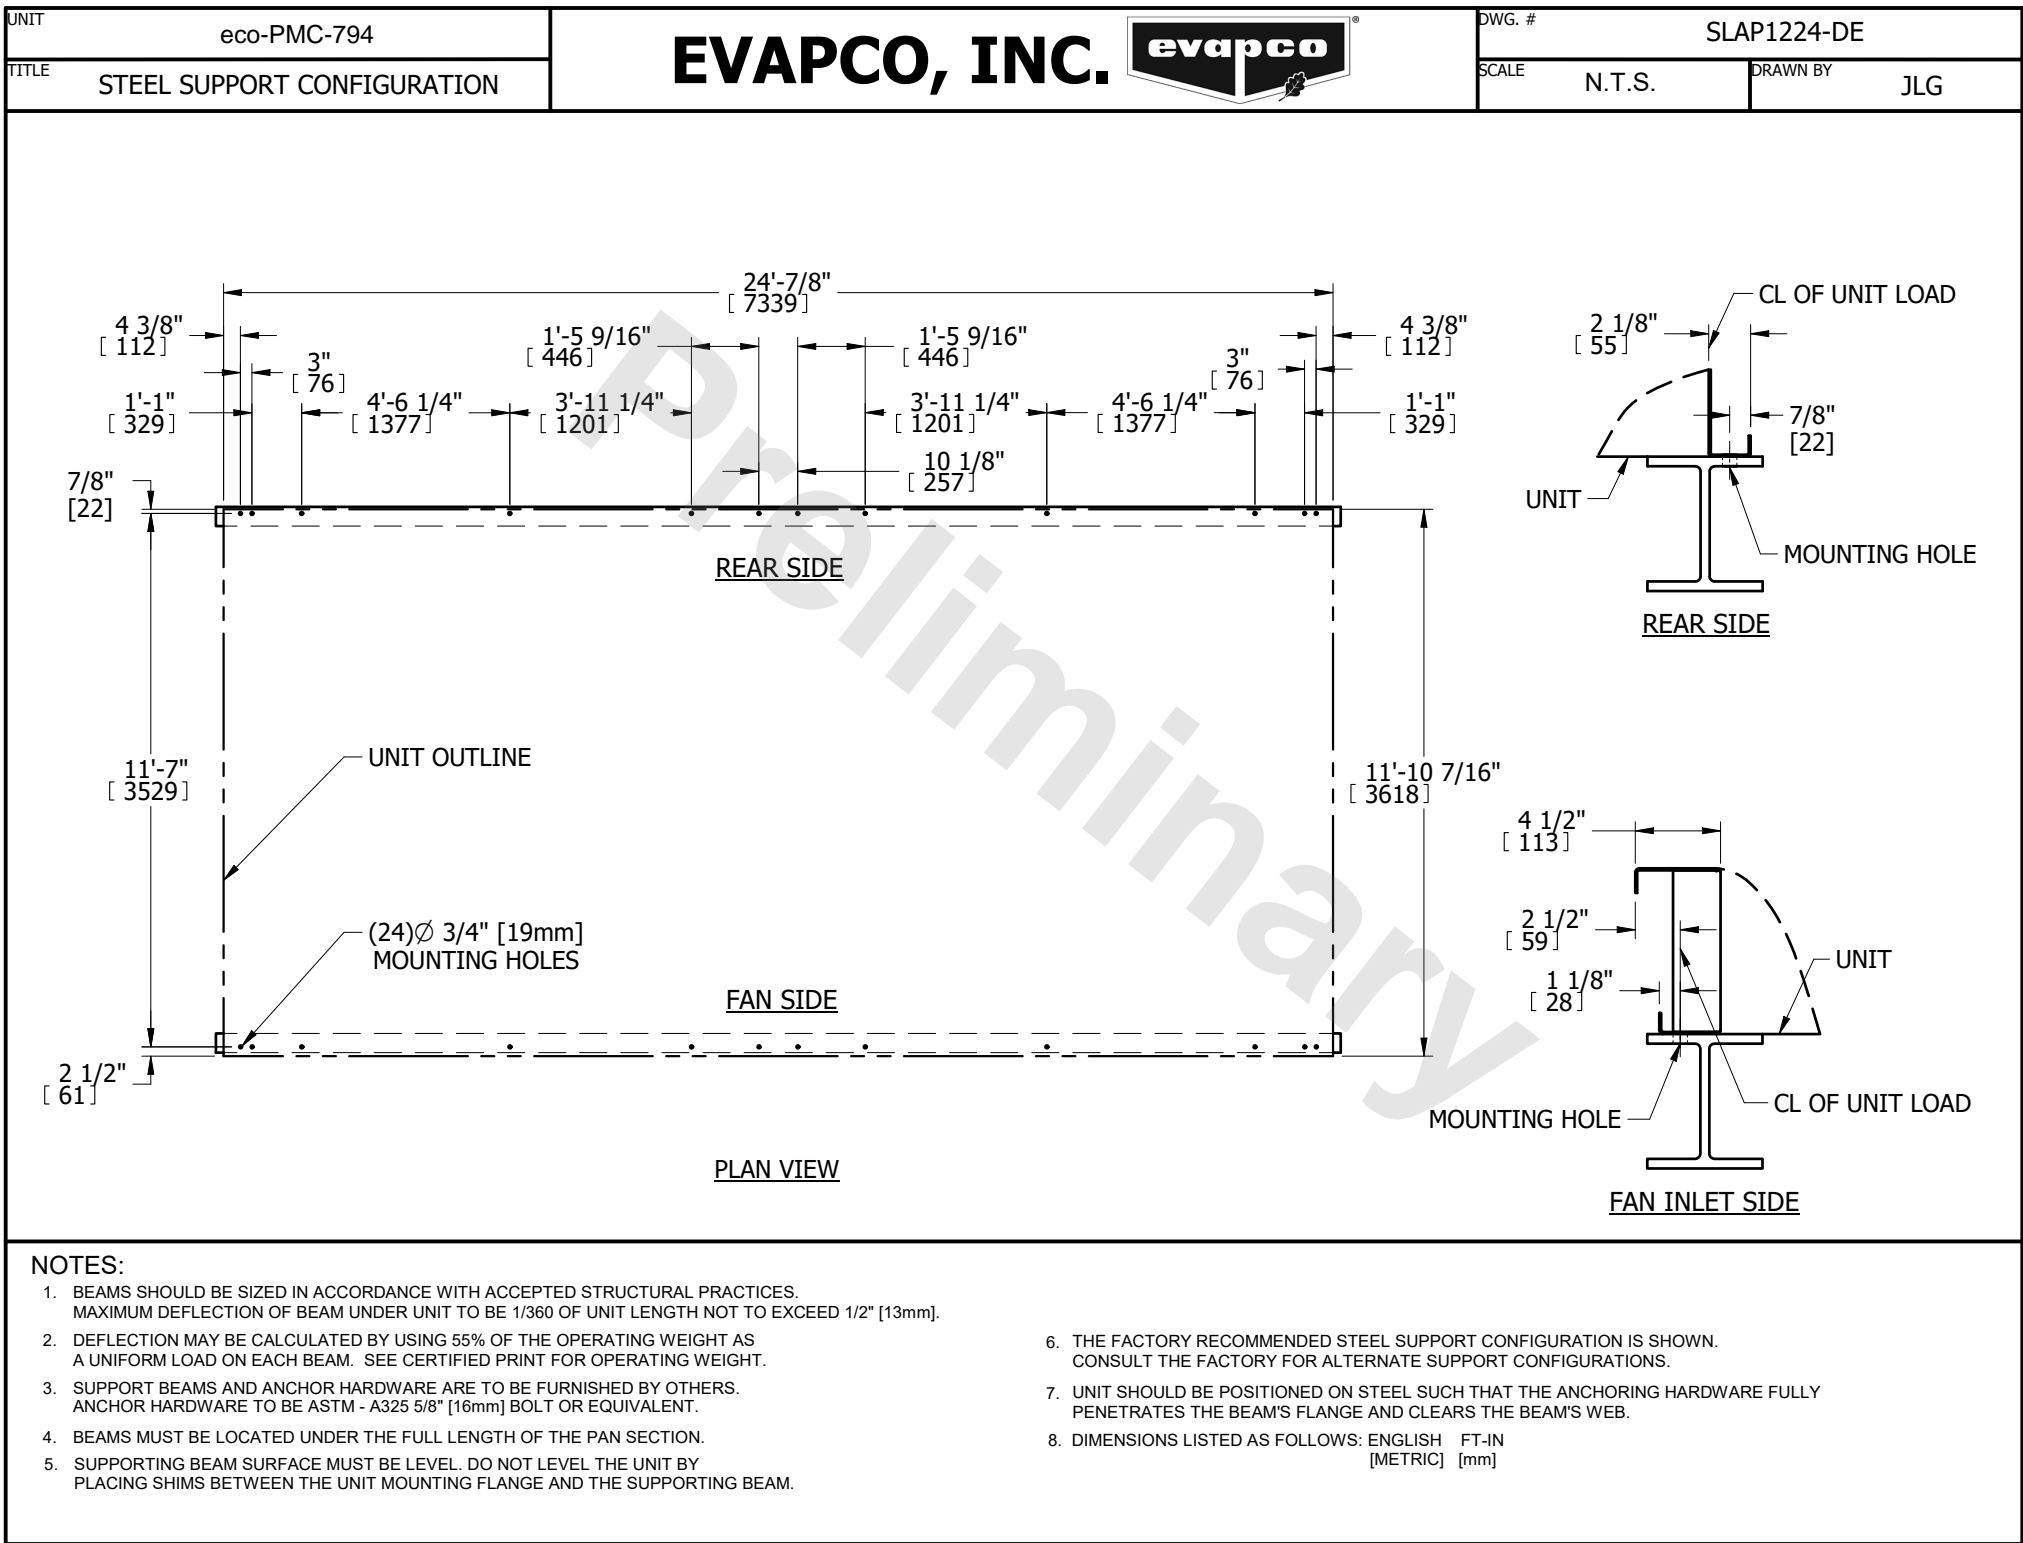 UNIT
eco-PMC-794
TITLE
STEEL SUPPORT CONFIGURATION
EVAPCO, INC.
evapco
®
DWG. #
SLAP1224-DE
SCALE
N.T.S.
DRAWN BY
JLG
24'-7/8"
[ 7339]
4 3/8"
[ 112]
3"
[ 76]
1'-5 9/16"
[ 446]
1'-5 9/16"
[ 446]
3"
[ 76]
4 3/8"
[ 112]
1'-1"
[ 329]
4'-6 1/4"
[ 1377]
3'-11 1/4"
[ 1201]
3'-11 1/4"
[ 1201]
4'-6 1/4"
[ 1377]
1'-1"
[ 329]
10 1/8"
[ 257]
7/8"
[22]
REAR SIDE
UNIT OUTLINE
11'-7"
[ 3529]
11'-10 7/16"
[ 3618]
(24)Ø 3/4" [19mm]
MOUNTING HOLES
FAN SIDE
2 1/2"
[ 61]
PLAN VIEW
Preliminary
CL OF UNIT LOAD
2 1/8"
[ 55]
7/8"
[22]
UNIT
MOUNTING HOLE
REAR SIDE
4 1/2"
[ 113]
2 1/2"
[ 59]
1 1/8"
[ 28]
UNIT
CL OF UNIT LOAD
MOUNTING HOLE
FAN INLET SIDE
NOTES:
1. BEAMS SHOULD BE SIZED IN ACCORDANCE WITH ACCEPTED STRUCTURAL PRACTICES.
MAXIMUM DEFLECTION OF BEAM UNDER UNIT TO BE 1/360 OF UNIT LENGTH NOT TO EXCEED 1/2" [13mm].
2. DEFLECTION MAY BE CALCULATED BY USING 55% OF THE OPERATING WEIGHT AS
A UNIFORM LOAD ON EACH BEAM. SEE CERTIFIED PRINT FOR OPERATING WEIGHT.
3. SUPPORT BEAMS AND ANCHOR HARDWARE ARE TO BE FURNISHED BY OTHERS.
ANCHOR HARDWARE TO BE ASTM - A325 5/8" [16mm] BOLT OR EQUIVALENT.
4. BEAMS MUST BE LOCATED UNDER THE FULL LENGTH OF THE PAN SECTION.
5. SUPPORTING BEAM SURFACE MUST BE LEVEL. DO NOT LEVEL THE UNIT BY
PLACING SHIMS BETWEEN THE UNIT MOUNTING FLANGE AND THE SUPPORTING BEAM.
6. THE FACTORY RECOMMENDED STEEL SUPPORT CONFIGURATION IS SHOWN.
CONSULT THE FACTORY FOR ALTERNATE SUPPORT CONFIGURATIONS.
7. UNIT SHOULD BE POSITIONED ON STEEL SUCH THAT THE ANCHORING HARDWARE FULLY
PENETRATES THE BEAM'S FLANGE AND CLEARS THE BEAM'S WEB.
8. DIMENSIONS LISTED AS FOLLOWS: ENGLISH FT-IN
[METRIC] [mm]